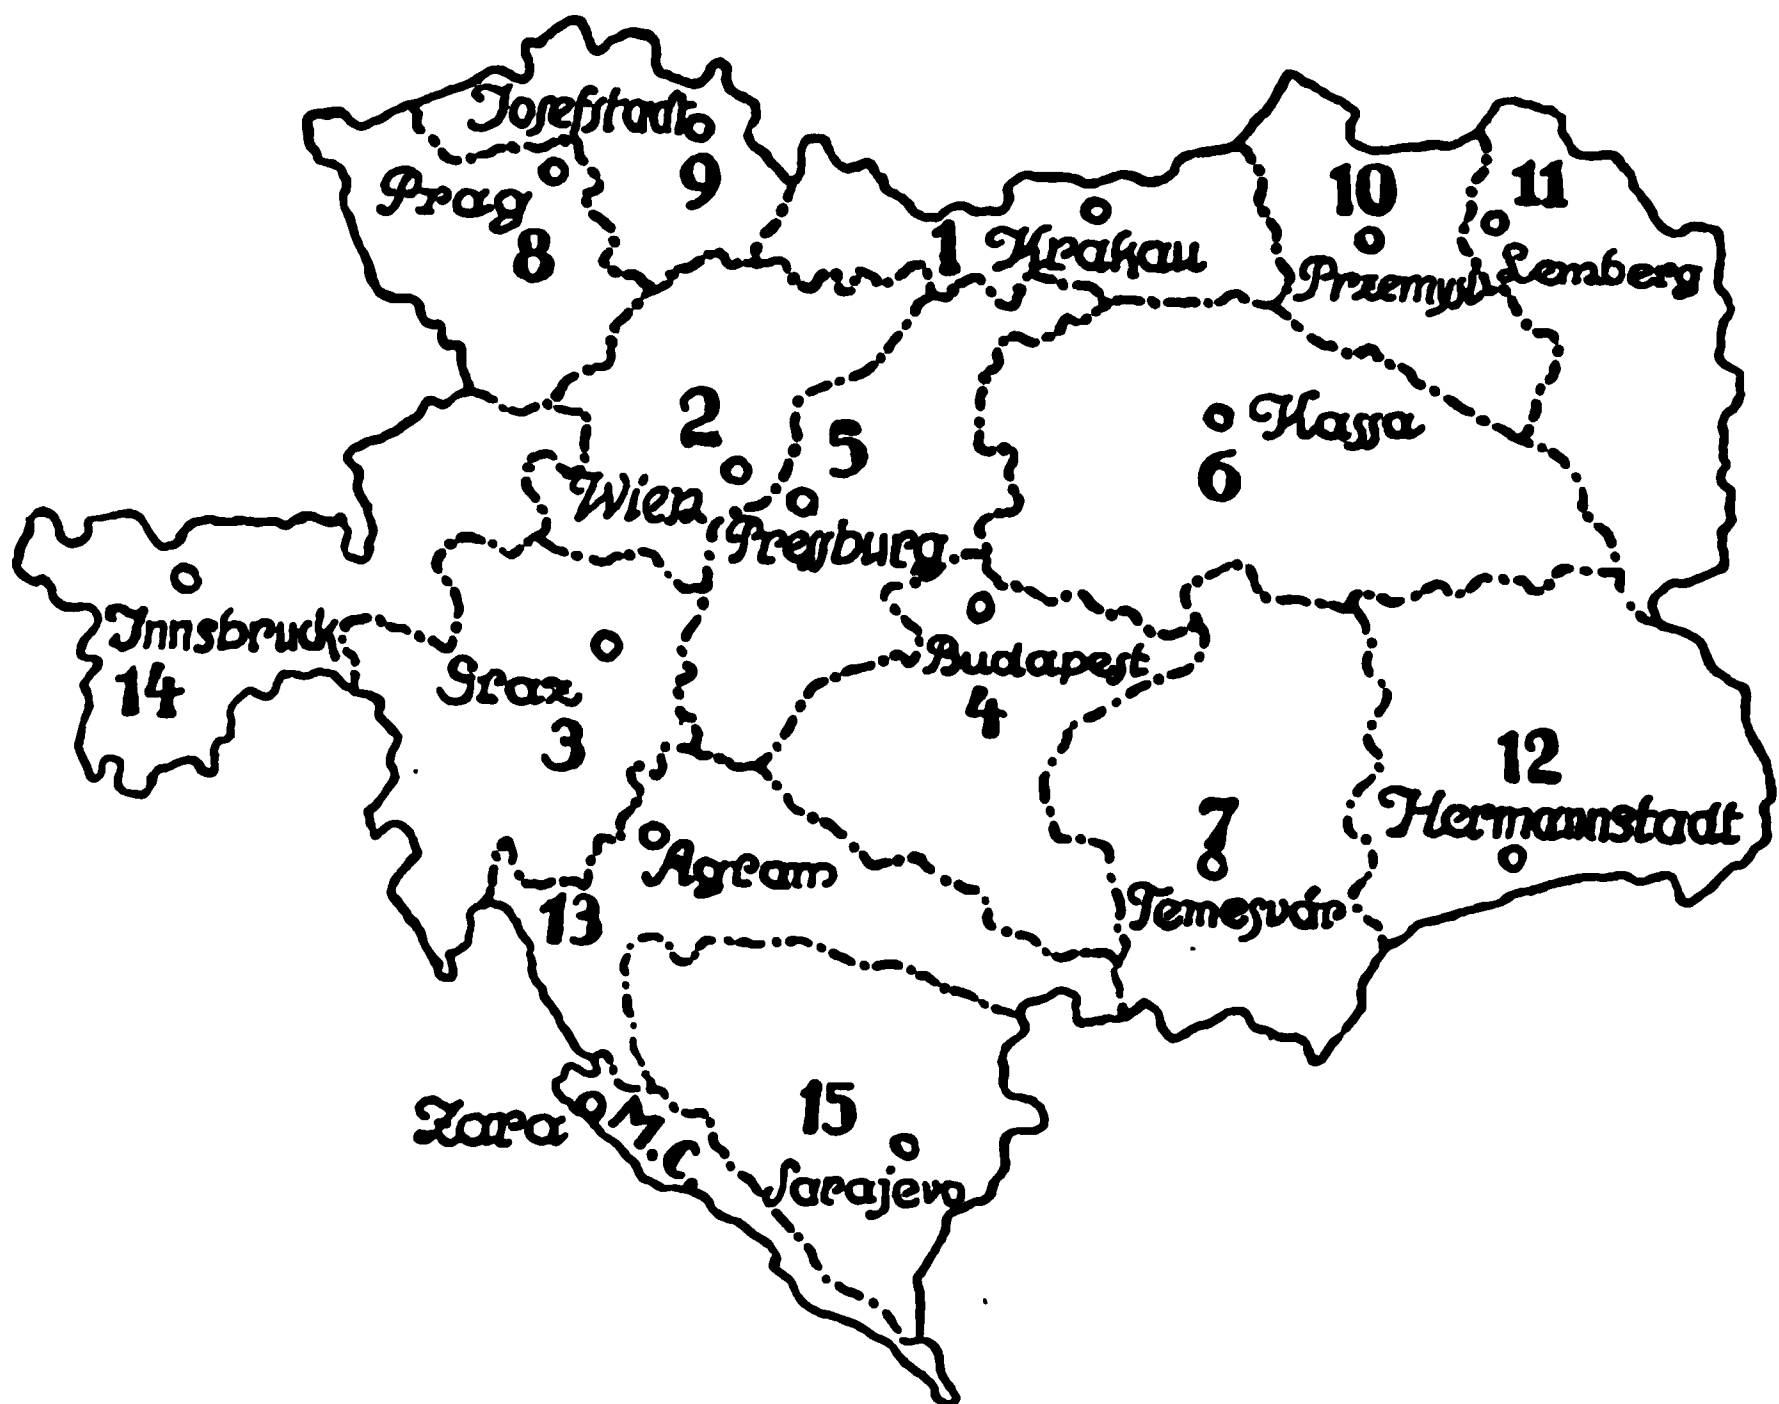 Josefstadt
9
Prag
8
1
Krakau
10
Przemysl
11
Lemberg
2
Wien
5
Pressburg
Kassa
6
Innsbruck
14
Graz
3
Budapest
4
12
Hermannstadt
7
Temesvár
Agram
13
Zara
M.C.
15
Sarajevo